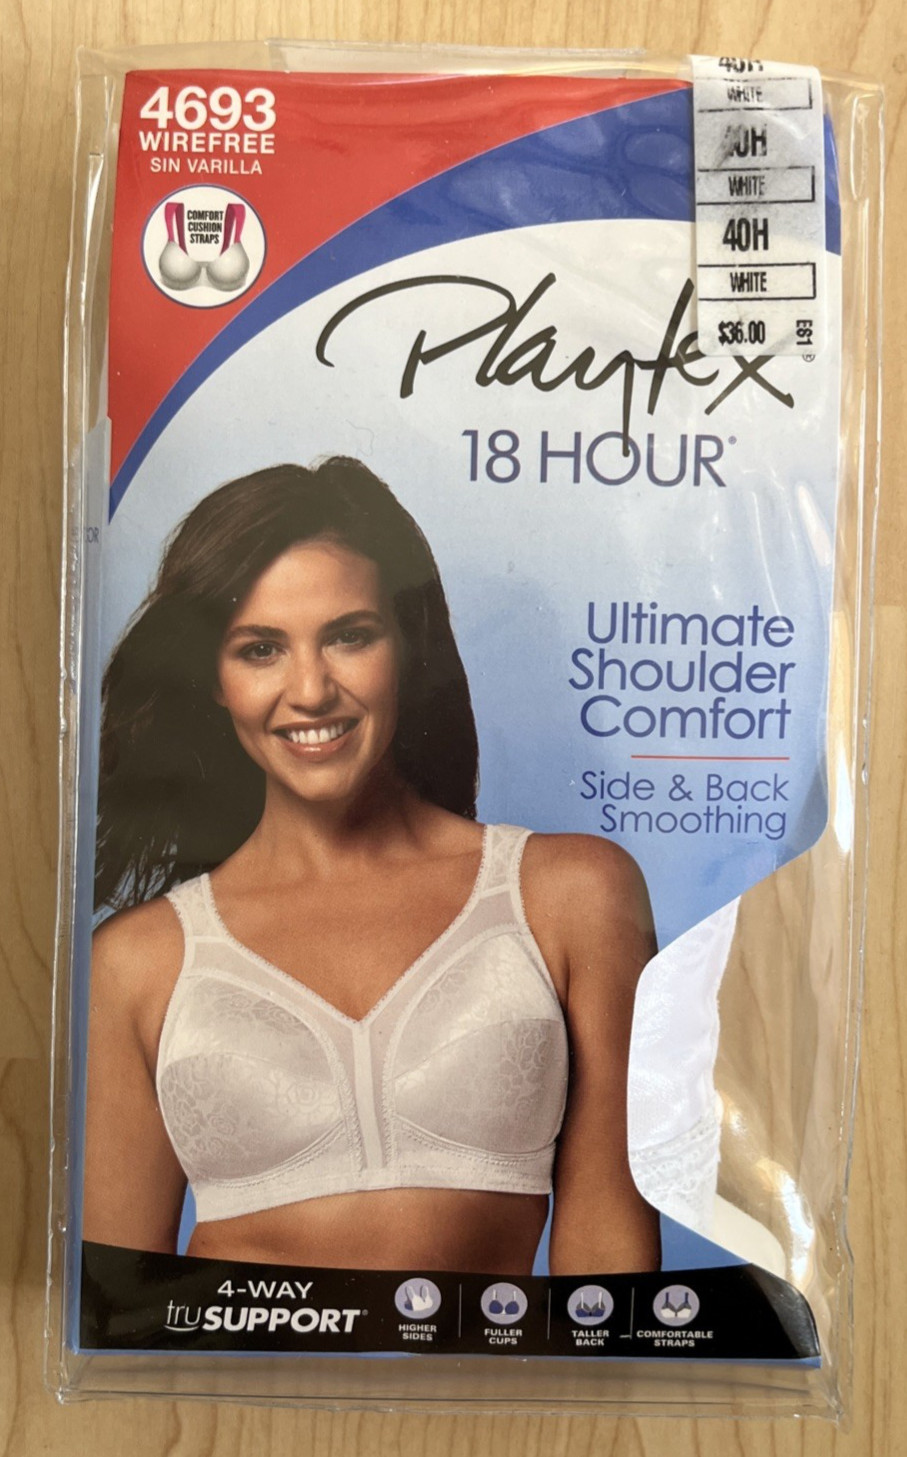 4693
WIREFREE
SIN VARILLA
COMFORT
CUSHION
STRAPS
WHITE
WHITE
40H
WHITE
$36.00
ES1
Playtex®
18 HOUR®
Ultimate
Shoulder
Comfort
Side & Back
Smoothing
4-WAY
truSUPPORT®
HIGHER
SIDES
FULLER
CUPS
TALLER
BACK
COMFORTABLE
STRAPS